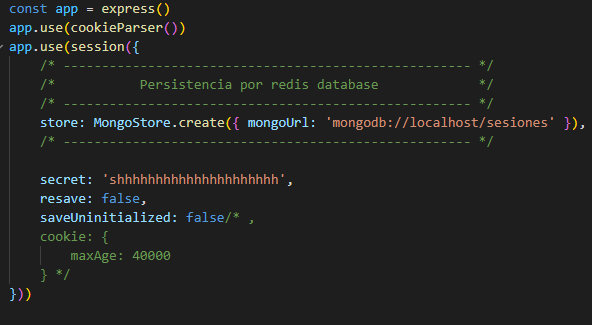 const app = express()
app.use(cookieParser())
app.use(session({
    /* ----------------------------------------------------- */
    /*           Persistencia por redis database             */
    /* ----------------------------------------------------- */
    store: MongoStore.create({ mongoUrl: 'mongodb://localhost/sesiones' }),
    /* ----------------------------------------------------- */
    secret: 'shhhhhhhhhhhhhhhhhhhhh',
    resave: false,
    saveUninitialized: false/* ,
    cookie: {
        maxAge: 40000
    } */
}))